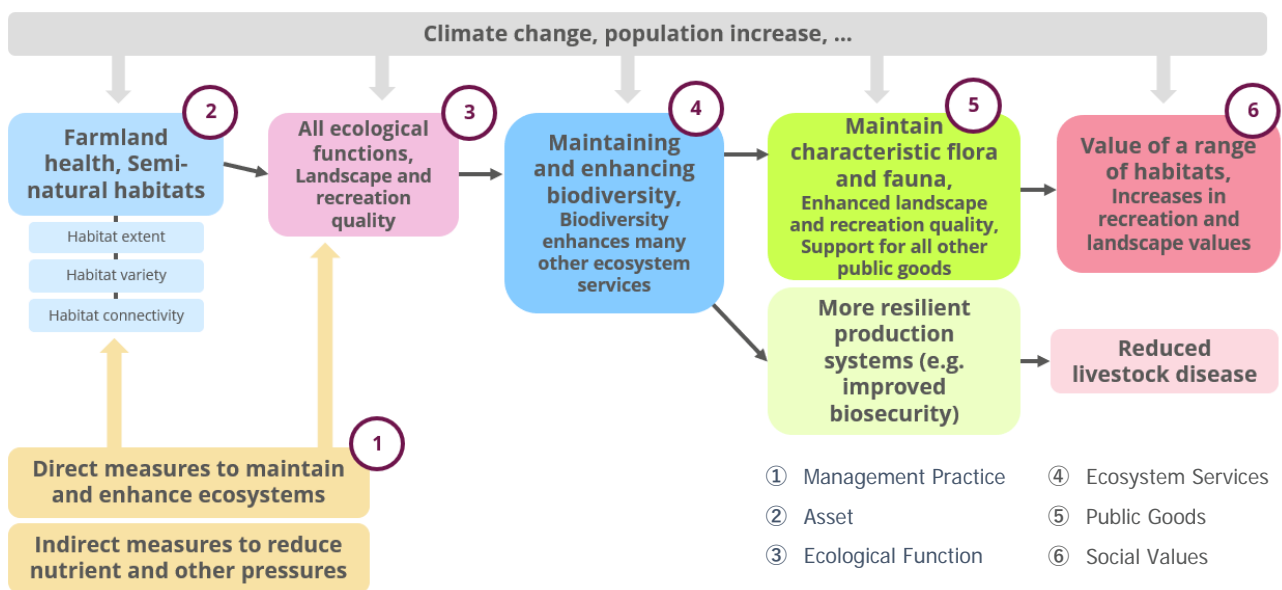 Climate change, population increase, ...
2
Farmland
health, Semi-
natural habitats
Habitat extent
Habitat variety
Habitat connectivity
3
All ecological
functions,
Landscape and
recreation
quality
4
Maintaining
and enhancing
biodiversity,
Biodiversity
enhances many
other ecosystem
services
5
Maintain
characteristic flora
and fauna,
Enhanced landscape
and recreation quality,
Support for all other
public goods
6
Value of a range
of habitats,
Increases in
recreation and
landscape values
More resilient
production
systems (e.g.
improved
biosecurity)
Reduced
livestock disease
1
Direct measures to maintain
and enhance ecosystems
Indirect measures to reduce
nutrient and other pressures
① Management Practice
② Asset
③ Ecological Function
④ Ecosystem Services
⑤ Public Goods
⑥ Social Values